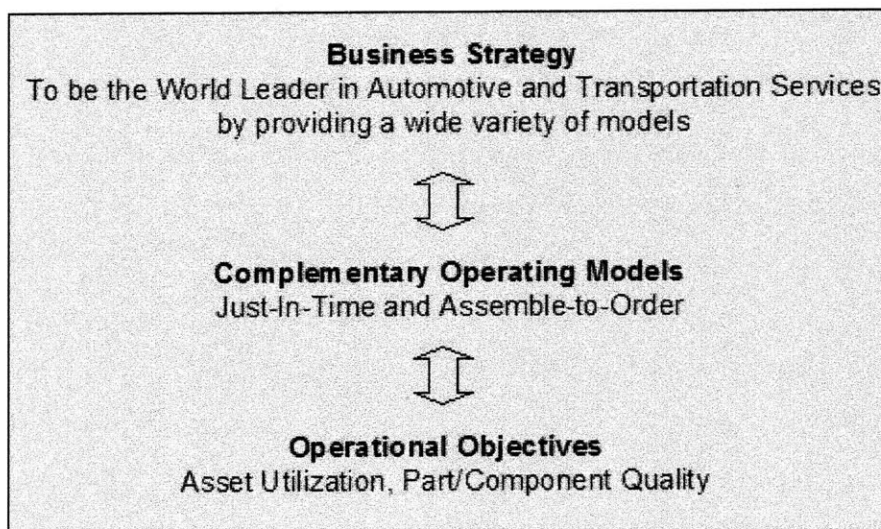 Business Strategy
To be the World Leader in Automotive and Transportation Services
by providing a wide variety of models
Complementary Operating Models
Just-In-Time and Assemble-to-Order
Operational Objectives
Asset Utilization, Part/Component Quality